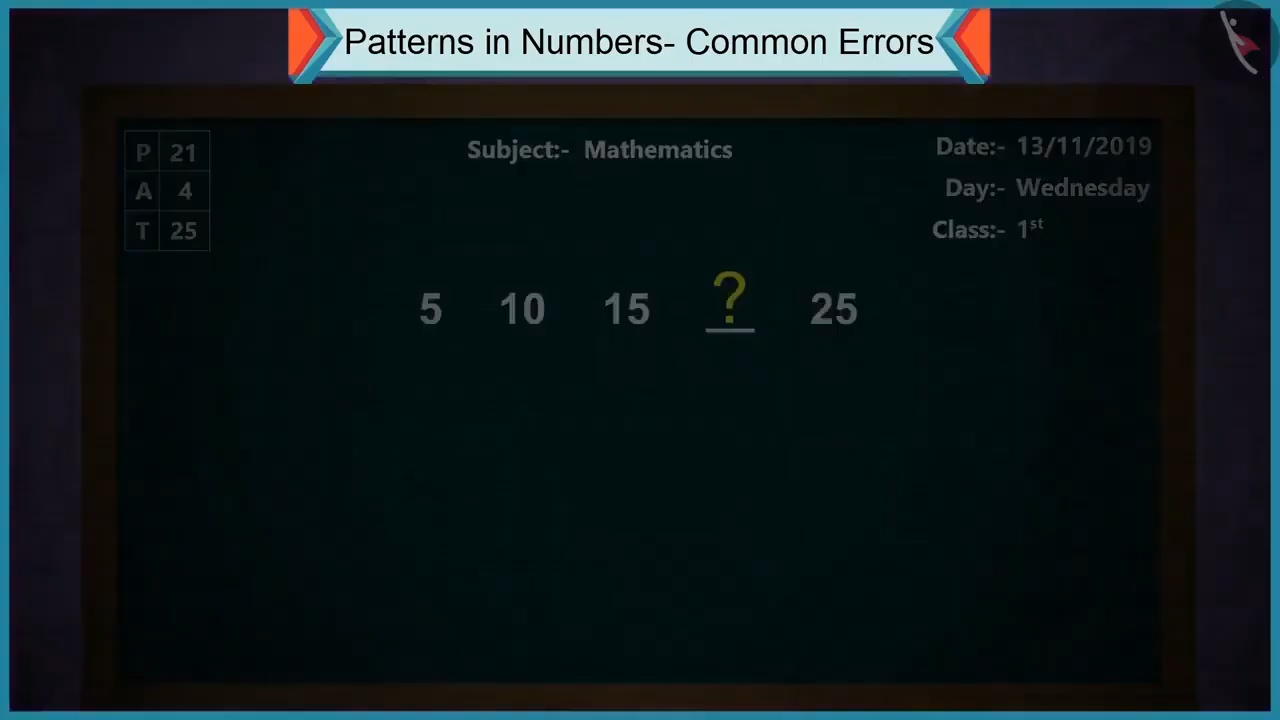 Patterns in Numbers- Common Errors
P 21
A 4
T 25
Subject:- Mathematics
Date:- 13/11/2019
Day:- Wednesday
Class:- 1st
5 10 15 ? 25